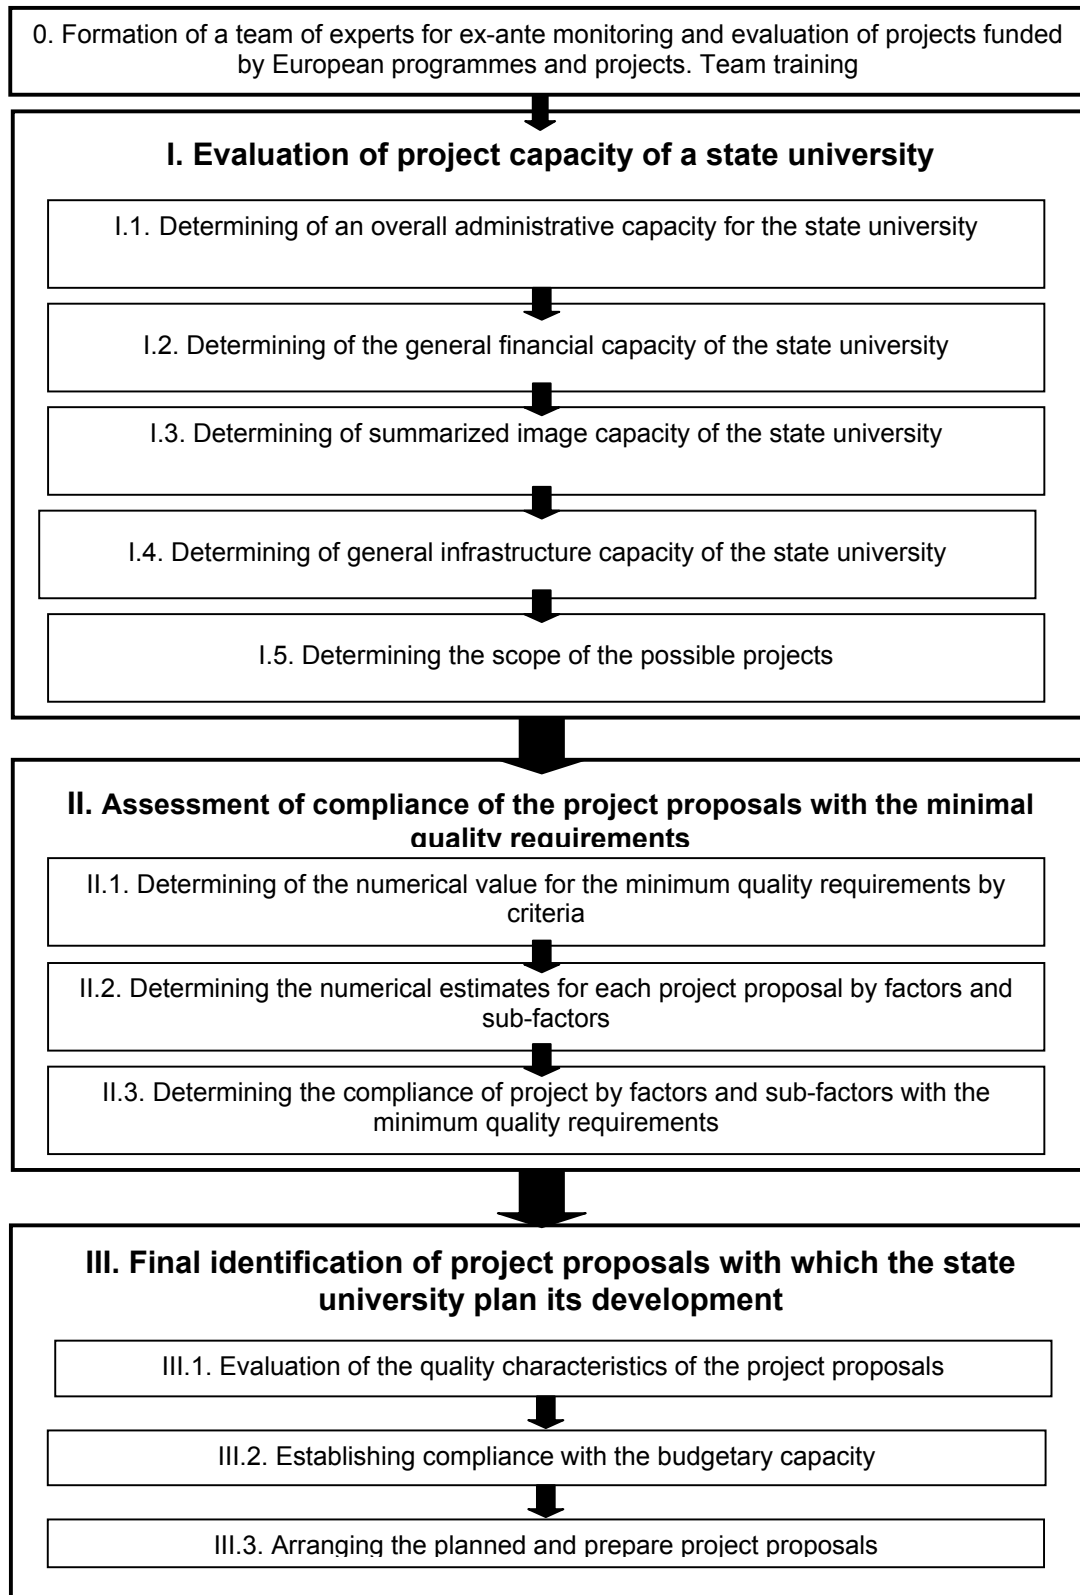 0. Formation of a team of experts for ex-ante monitoring and evaluation of projects funded
by European programmes and projects. Team training
I. Evaluation of project capacity of a state university
I.1. Determining of an overall administrative capacity for the state university
I.2. Determining of the general financial capacity of the state university
I.3. Determining of summarized image capacity of the state university
I.4. Determining of general infrastructure capacity of the state university
I.5. Determining the scope of the possible projects
II. Assessment of compliance of the project proposals with the minimal
quality requirements
II.1. Determining of the numerical value for the minimum quality requirements by
criteria
II.2. Determining the numerical estimates for each project proposal by factors and
sub-factors
II.3. Determining the compliance of project by factors and sub-factors with the
minimum quality requirements
III. Final identification of project proposals with which the state
university plan its development
III.1. Evaluation of the quality characteristics of the project proposals
III.2. Establishing compliance with the budgetary capacity
III.3. Arranging the planned and prepare project proposals